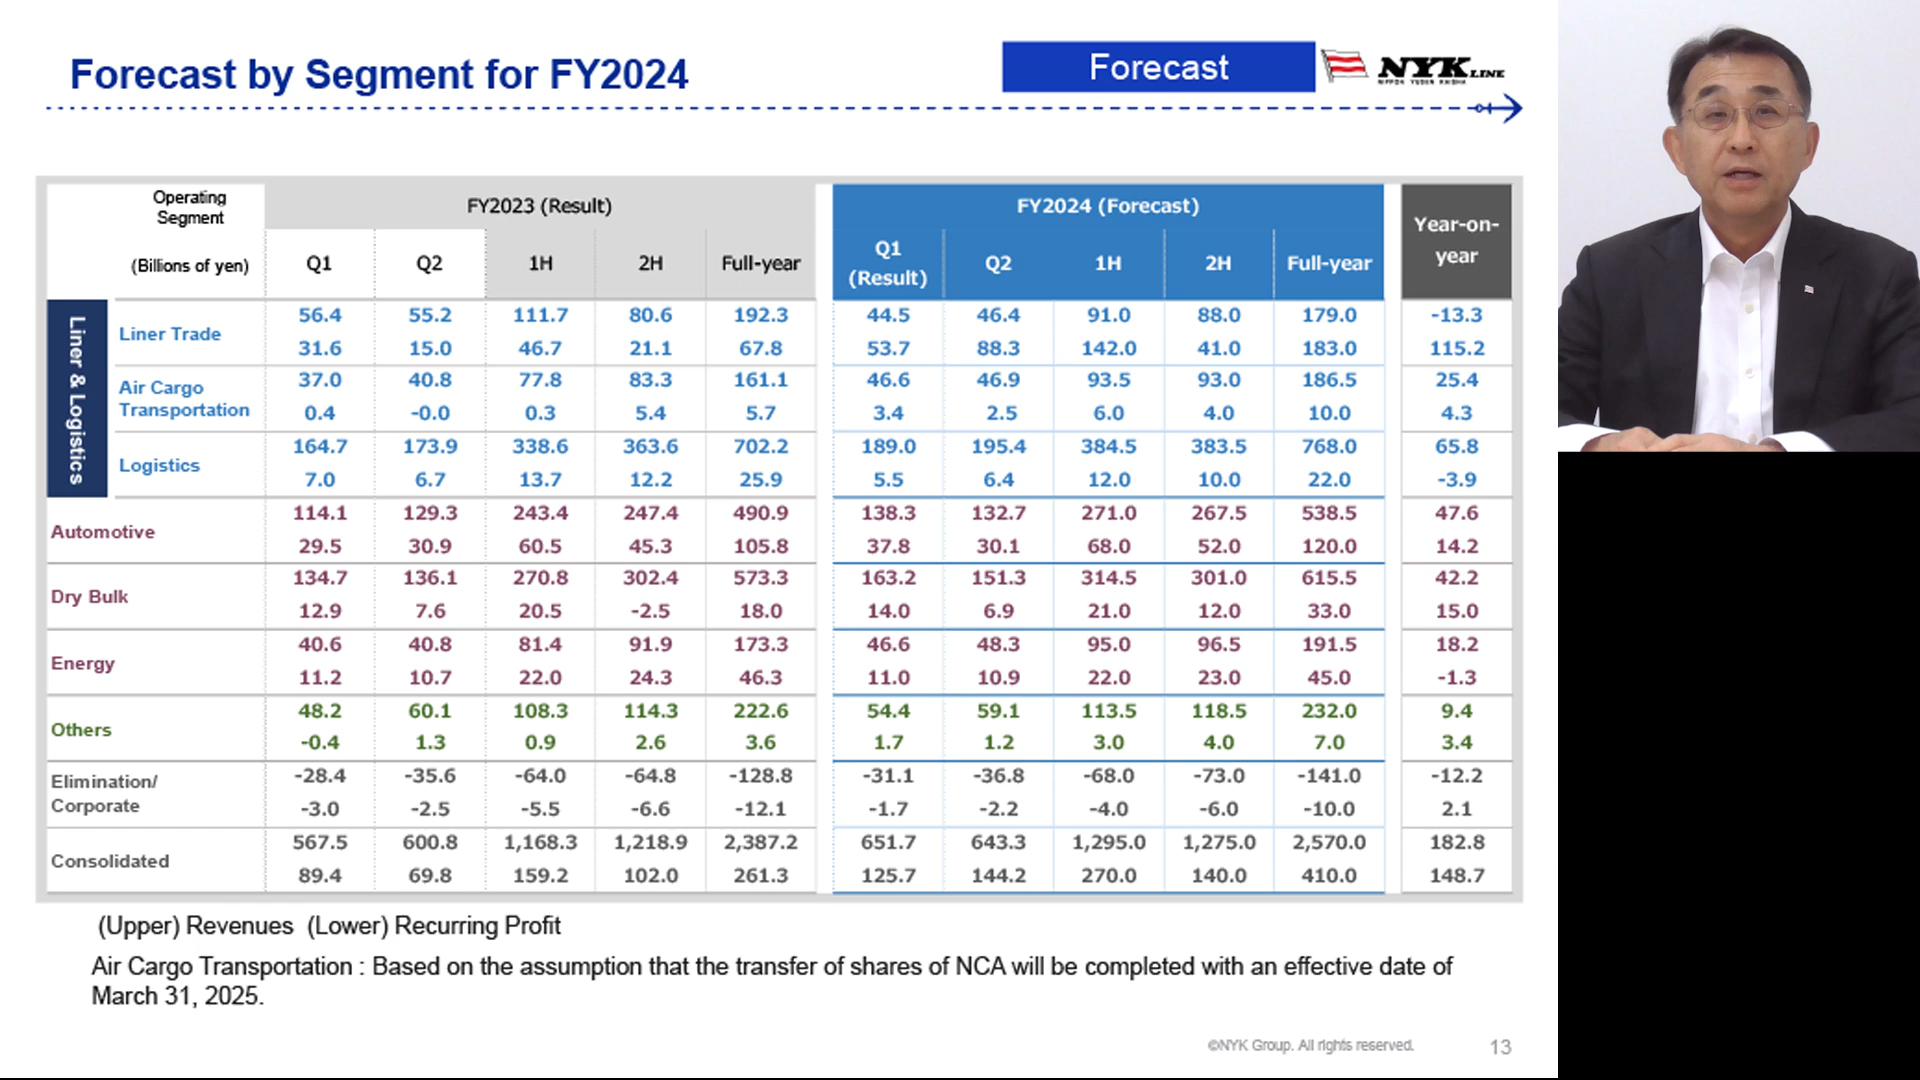 Forecast by Segment for FY2024
Forecast
NYK LINE
NIPPON YUSEN KAISHA
Operating Segment
(Billions of yen)
FY2023 (Result)
FY2024 (Forecast)
Year-on-year
Q1 Q2 1H 2H Full-year
Q1 (Result) Q2 1H 2H Full-year
Liner & Logistics
Liner Trade
56.4 55.2 111.7 80.6 192.3 44.5 46.4 91.0 88.0 179.0 -13.3
31.6 15.0 46.7 21.1 67.8 53.7 88.3 142.0 41.0 183.0 115.2
Air Cargo Transportation
37.0 40.8 77.8 83.3 161.1 46.6 46.9 93.5 93.0 186.5 25.4
0.4 -0.0 0.3 5.4 5.7 3.4 2.5 6.0 4.0 10.0 4.3
Logistics
164.7 173.9 338.6 363.6 702.2 189.0 195.4 384.5 383.5 768.0 65.8
7.0 6.7 13.7 12.2 25.9 5.5 6.4 12.0 10.0 22.0 -3.9
Automotive
114.1 129.3 243.4 247.4 490.9 138.3 132.7 271.0 267.5 538.5 47.6
29.5 30.9 60.5 45.3 105.8 37.8 30.1 68.0 52.0 120.0 14.2
Dry Bulk
134.7 136.1 270.8 302.4 573.3 163.2 151.3 314.5 301.0 615.5 42.2
12.9 7.6 20.5 -2.5 18.0 14.0 6.9 21.0 12.0 33.0 15.0
Energy
40.6 40.8 81.4 91.9 173.3 46.6 48.3 95.0 96.5 191.5 18.2
11.2 10.7 22.0 24.3 46.3 11.0 10.9 22.0 23.0 45.0 -1.3
Others
48.2 60.1 108.3 114.3 222.6 54.4 59.1 113.5 118.5 232.0 9.4
-0.4 1.3 0.9 2.6 3.6 1.7 1.2 3.0 4.0 7.0 3.4
Elimination/
Corporate
-28.4 -35.6 -64.0 -64.8 -128.8 -31.1 -36.8 -68.0 -73.0 -141.0 -12.2
-3.0 -2.5 -5.5 -6.6 -12.1 -1.7 -2.2 -4.0 -6.0 -10.0 2.1
Consolidated
567.5 600.8 1,168.3 1,218.9 2,387.2 651.7 643.3 1,295.0 1,275.0 2,570.0 182.8
89.4 69.8 159.2 102.0 261.3 125.7 144.2 270.0 140.0 410.0 148.7
(Upper) Revenues (Lower) Recurring Profit
Air Cargo Transportation : Based on the assumption that the transfer of shares of NCA will be completed with an effective date of
March 31, 2025.
©NYK Group. All rights reserved.
13